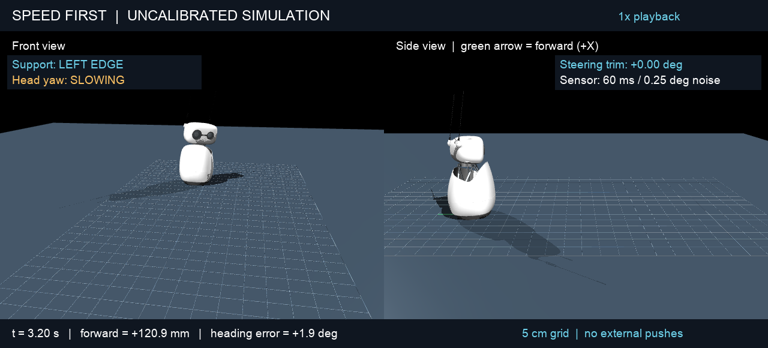 SPEED FIRST | UNCALIBRATED SIMULATION
1x playback
Front view
Support: LEFT EDGE
Head yaw: SLOWING
Side view | green arrow = forward (+X)
Steering trim: +0.00 deg
Sensor: 60 ms / 0.25 deg noise
t = 3.20 s | forward = +120.9 mm | heading error = +1.9 deg
5 cm grid | no external pushes